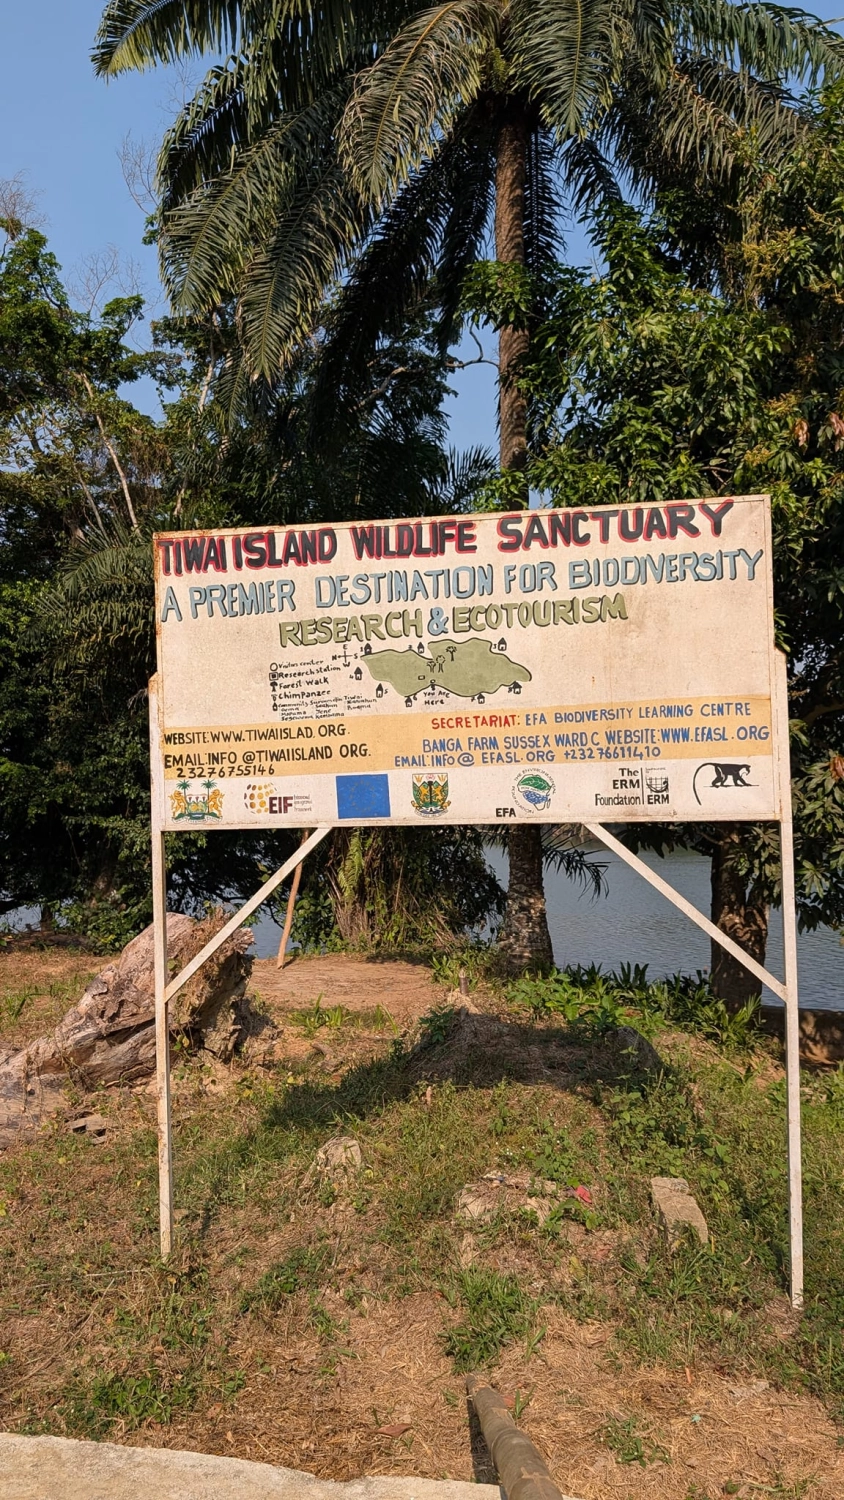 TIWAI ISLAND WILDLIFE SANCTUARY
A PREMIER DESTINATION FOR BIODIVERSITY
RESEARCH & ECOTOURISM
Visitors center
Research station
Forest Walk
Chimpanzee
N E S
You Are
Here
SECRETARIAT: EFA BIODIVERSITY LEARNING CENTRE
WEBSITE:WWW.TIWAIISLAD.ORG.
BANGA FARM SUSSEX WARD C WEBSITE:WWW.EFASL.ORG
EMAIL:INFO @TIWAIISLAND ORG.
EMAIL:INFO@ EFASL.ORG +23276611410
23276755146
EIF
EFA
The
ERM
Foundation
ERM